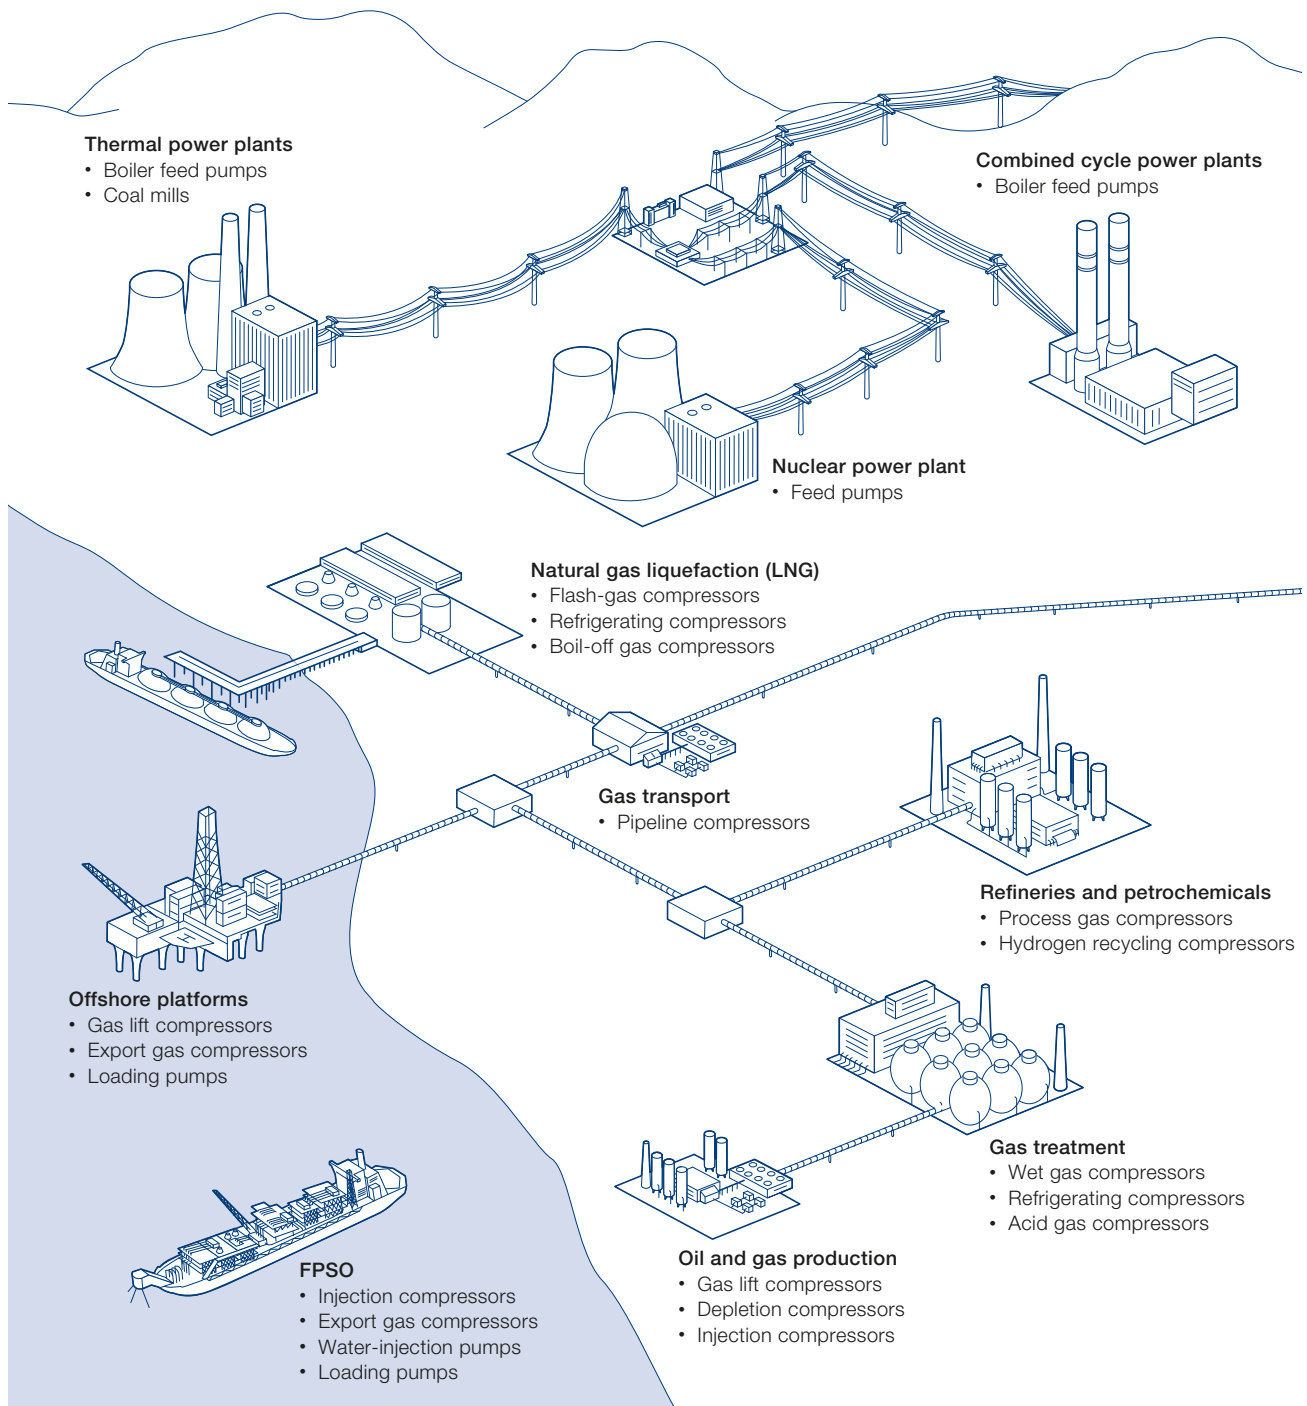 Thermal power plants
• Boiler feed pumps
• Coal mills
Combined cycle power plants
• Boiler feed pumps
Nuclear power plant
• Feed pumps
Natural gas liquefaction (LNG)
• Flash-gas compressors
• Refrigerating compressors
• Boil-off gas compressors
Gas transport
• Pipeline compressors
Refineries and petrochemicals
• Process gas compressors
• Hydrogen recycling compressors
H
Offshore platforms
• Gas lift compressors
• Export gas compressors
• Loading pumps
Gas treatment
• Wet gas compressors
• Refrigerating compressors
• Acid gas compressors
Oil and gas production
• Gas lift compressors
• Depletion compressors
• Injection compressors
FPSO
• Injection compressors
• Export gas compressors
• Water-injection pumps
• Loading pumps